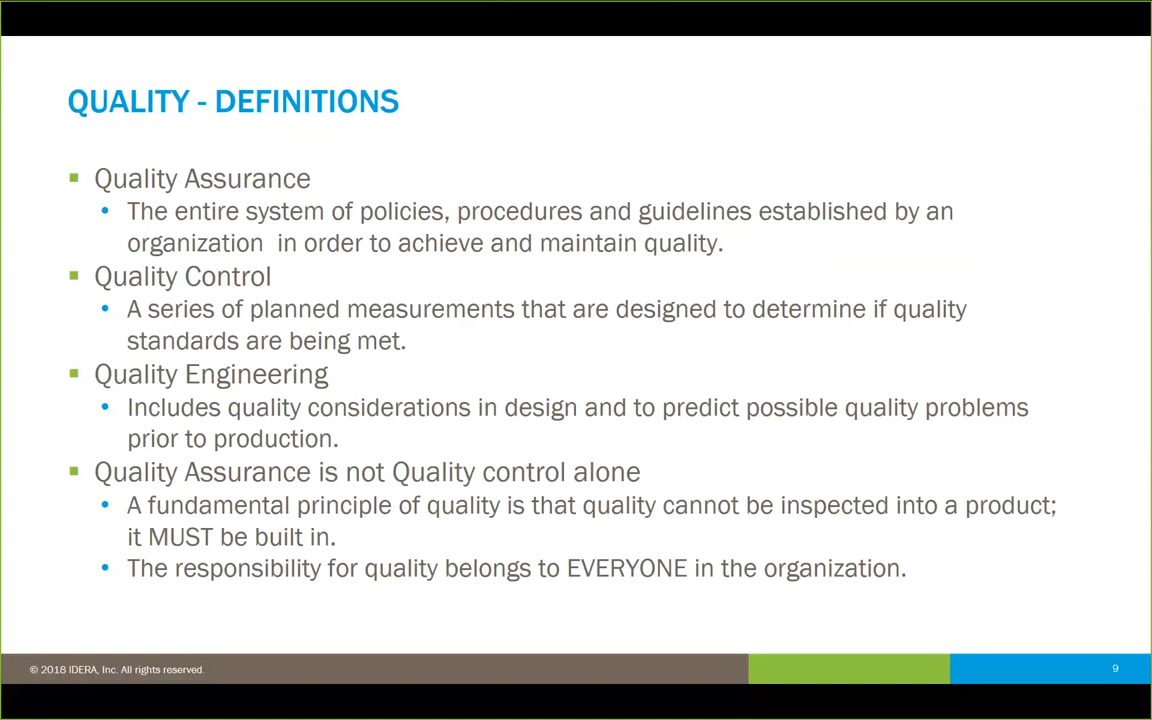 QUALITY - DEFINITIONS
Quality Assurance
The entire system of policies, procedures and guidelines established by an
organization  in order to achieve and maintain quality.
Quality Control
A series of planned measurements that are designed to determine if quality
standards are being met.
Quality Engineering
Includes quality considerations in design and to predict possible quality problems
prior to production.
Quality Assurance is not Quality control alone
A fundamental principle of quality is that quality cannot be inspected into a product;
it MUST be built in.
The responsibility for quality belongs to EVERYONE in the organization.
© 2018 IDERA, Inc. All rights reserved.
9